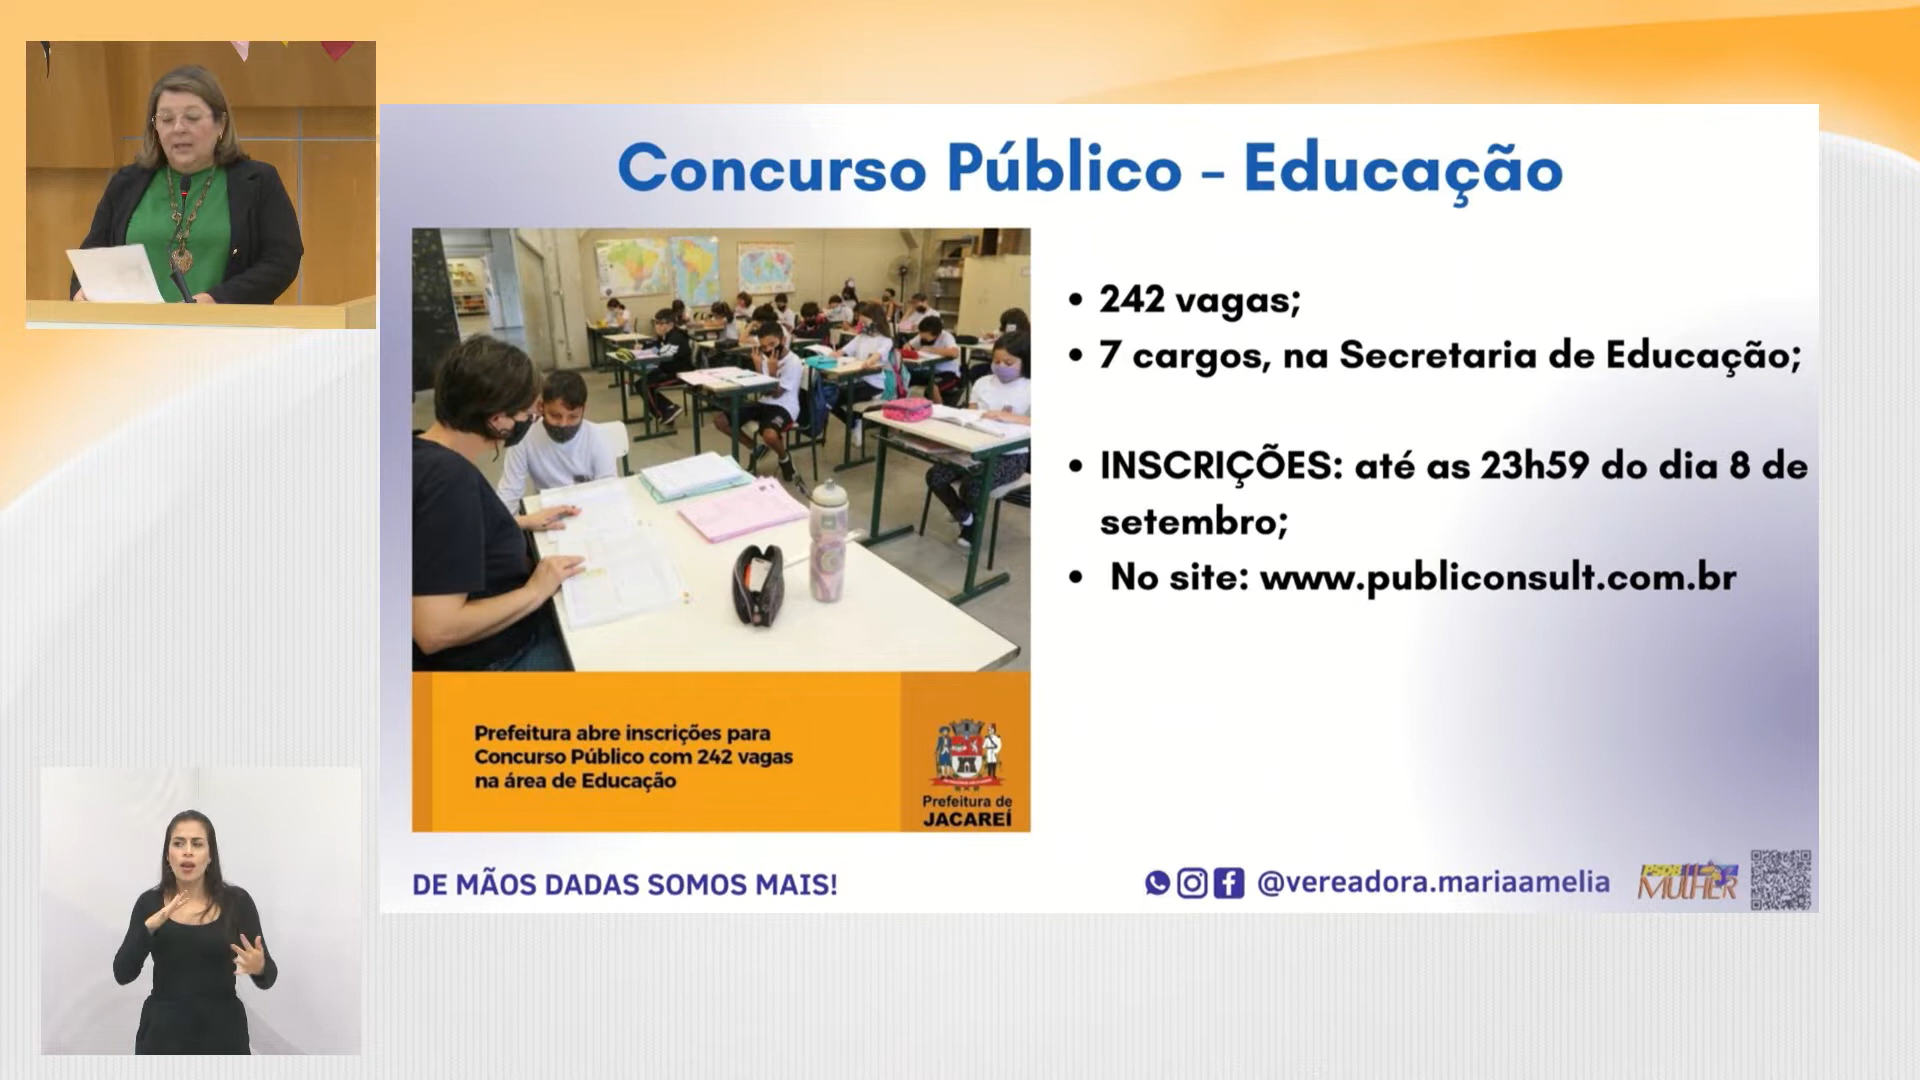 Concurso Público - Educação
• 242 vagas;
• 7 cargos, na Secretaria de Educação;
• INSCRIÇÕES: até as 23h59 do dia 8 de
setembro;
• No site: www.publiconsult.com.br
Prefeitura abre inscrições para
Concurso Público com 242 vagas
na área de Educação
Prefeitura de
JACAREÍ
DE MÃOS DADAS SOMOS MAIS!
@vereadora.mariaamelia
PSDB
MULHER